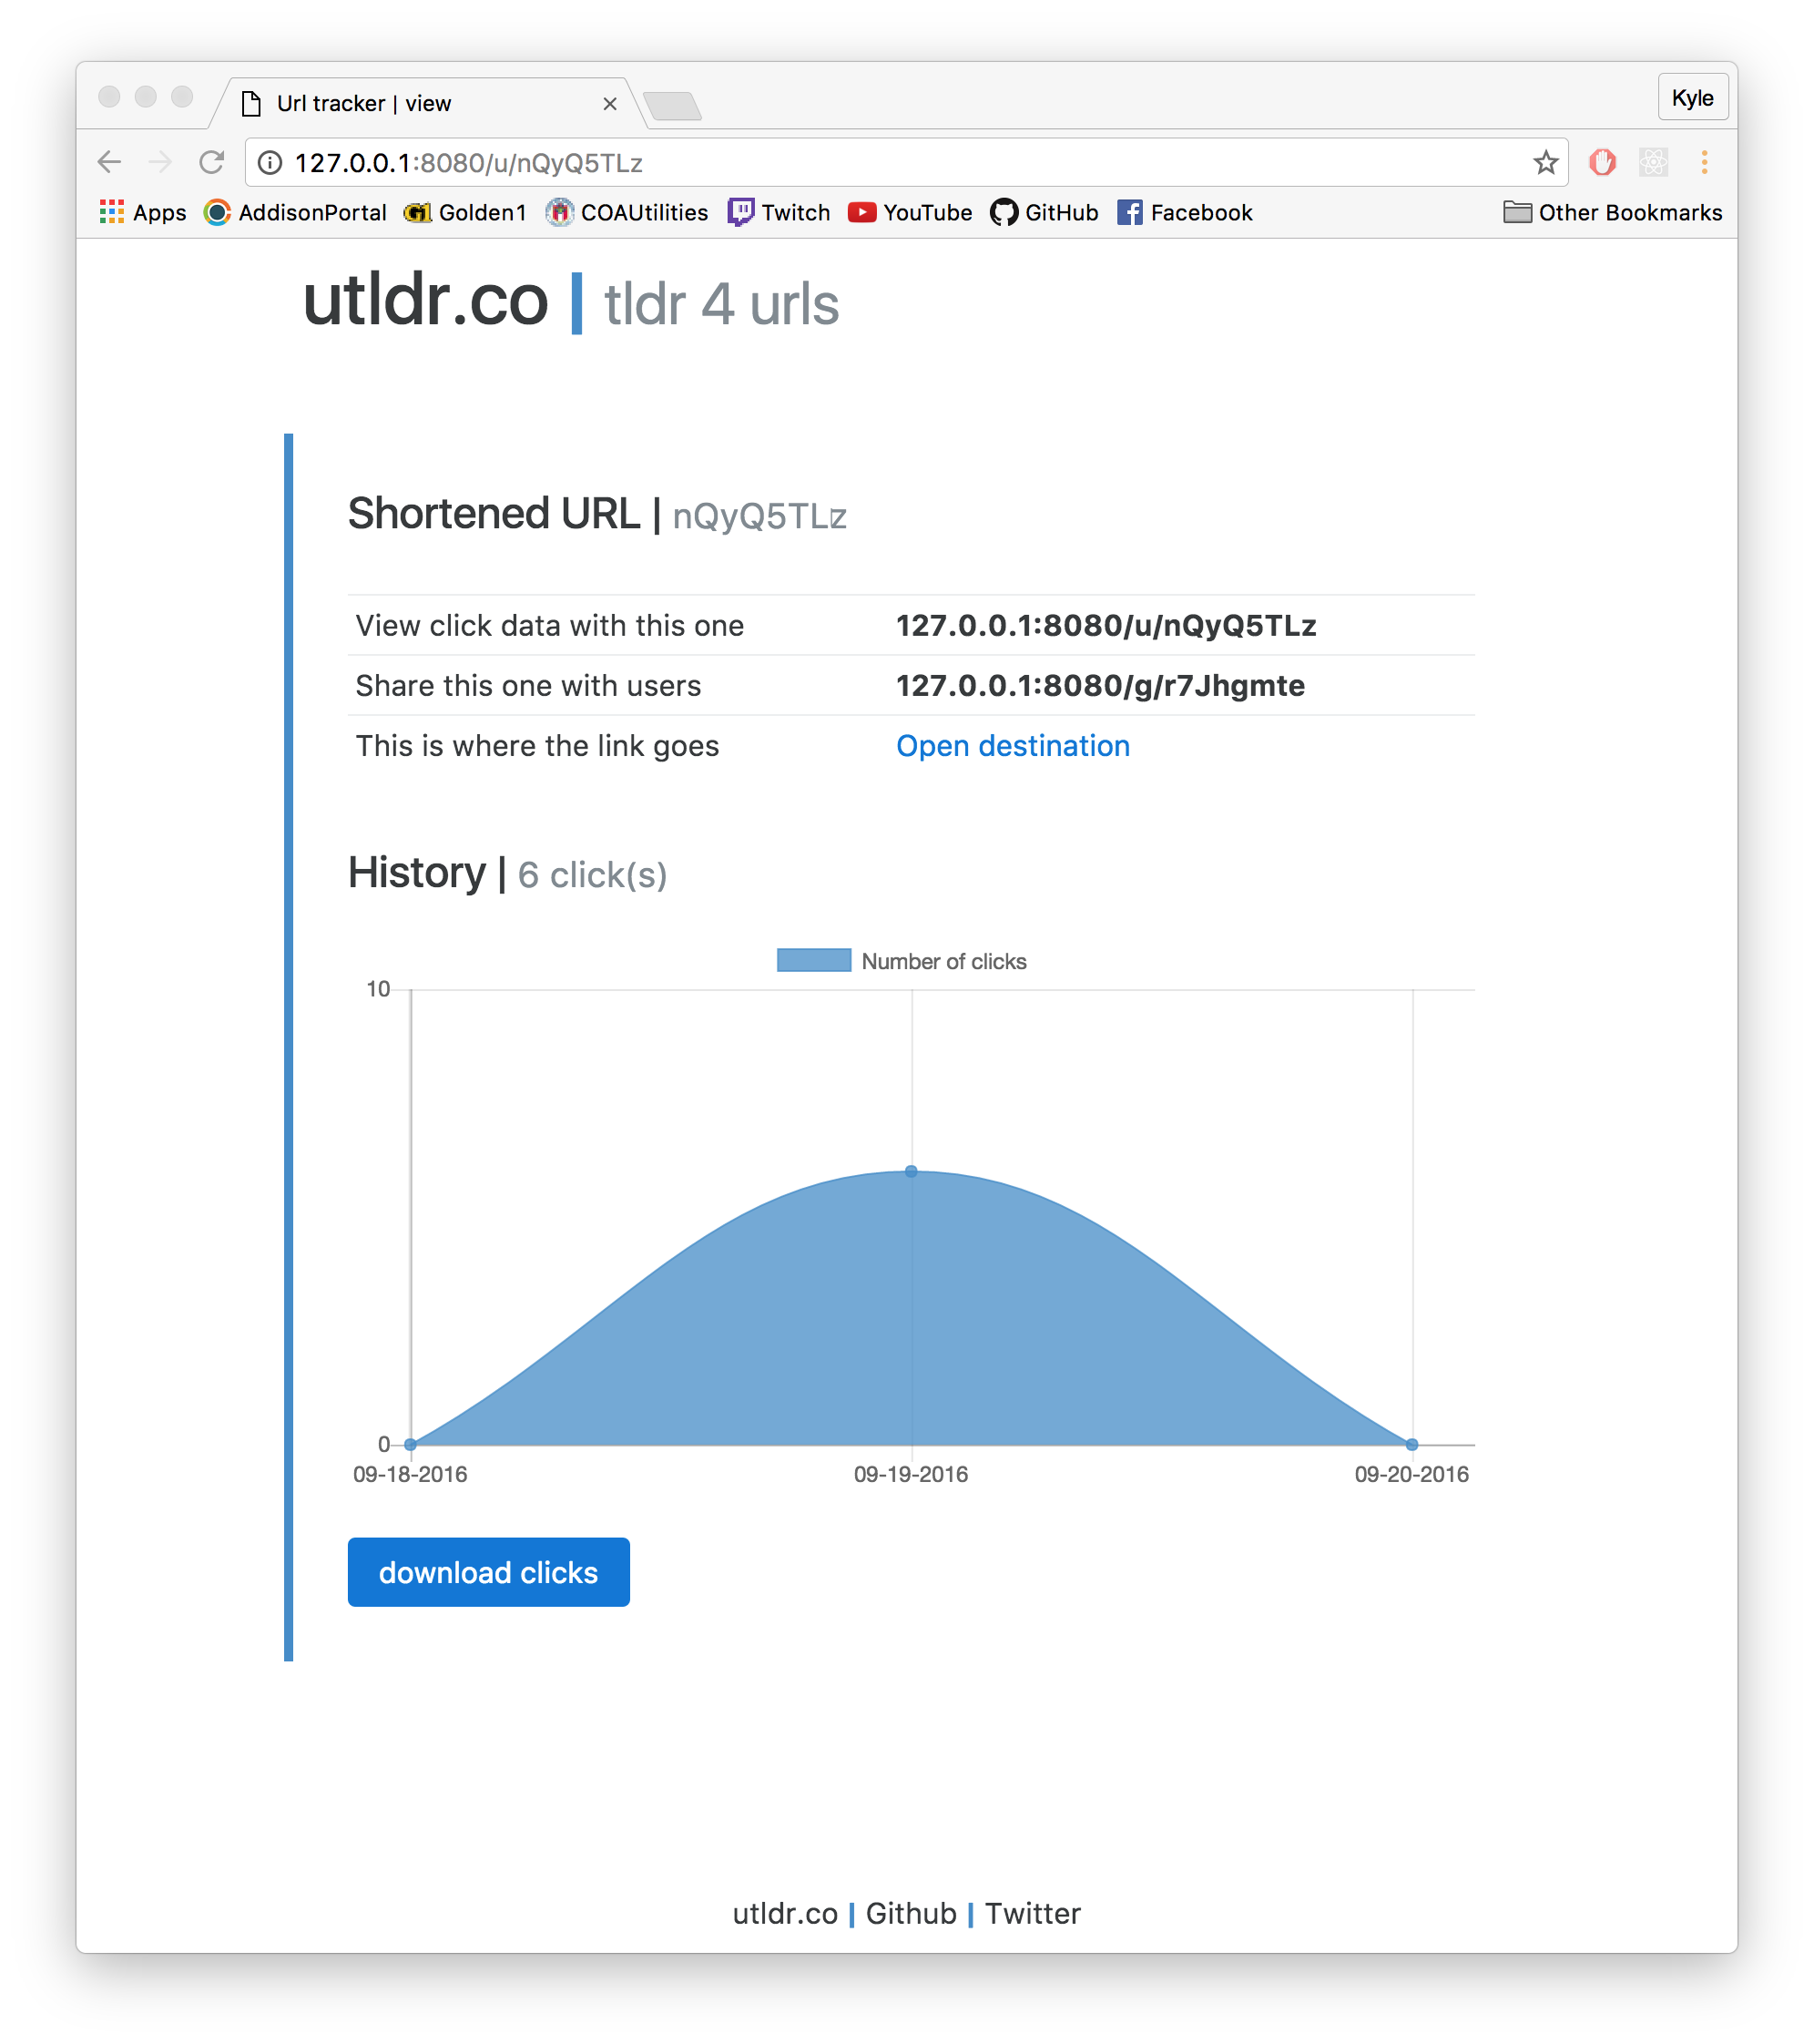 Url tracker | view
Kyle
127.0.0.1:8080/u/nQyQ5TLz
Apps AddisonPortal G1 Golden1 COAUtilities Twitch YouTube GitHub Facebook Other Bookmarks
utldr.co | tldr 4 urls
Shortened URL | nQyQ5TLz
View click data with this one 127.0.0.1:8080/u/nQyQ5TLz
Share this one with users 127.0.0.1:8080/g/r7Jhgmte
This is where the link goes Open destination
History | 6 click(s)
Number of clicks
10
0
09-18-2016 09-19-2016 09-20-2016
download clicks
utldr.co | Github | Twitter